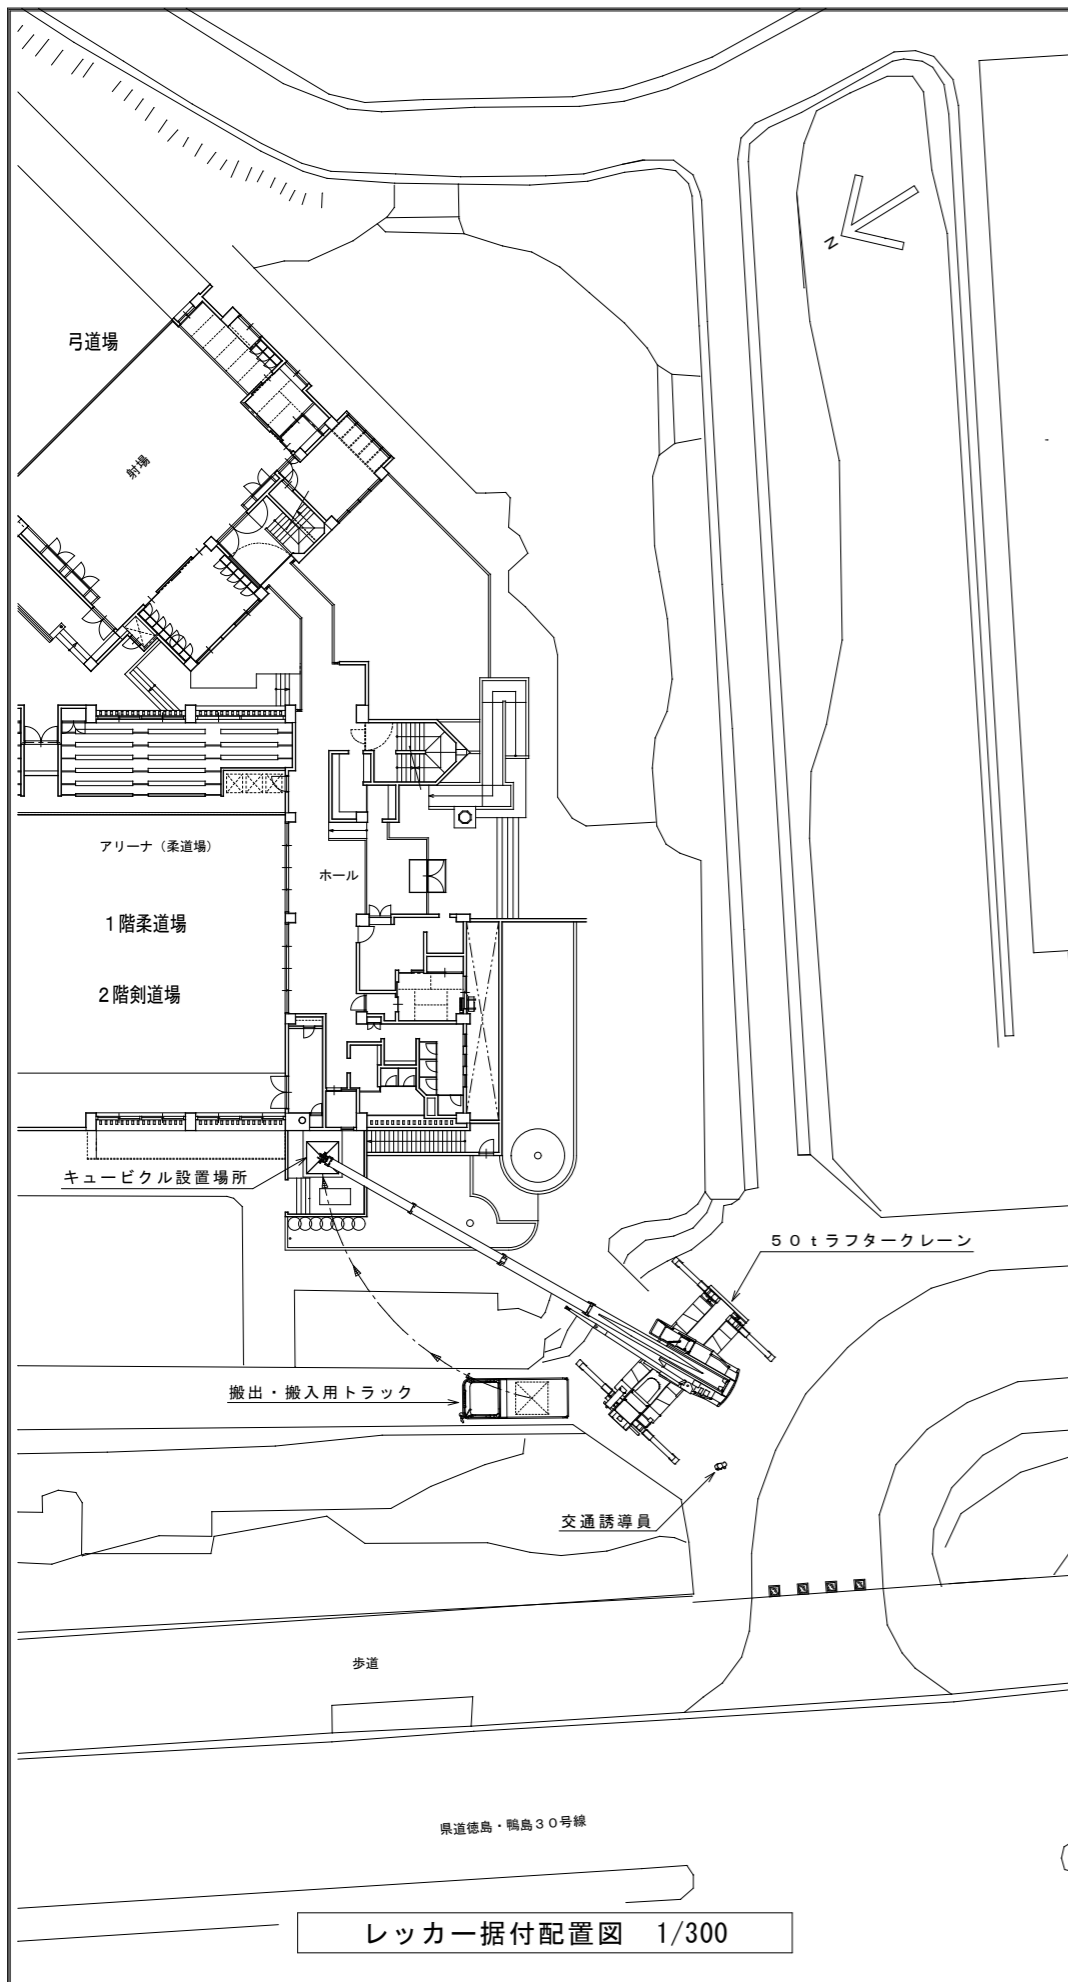 N
弓道場
射場
アリーナ（柔道場）
ホール
１階柔道場
２階剣道場
キュービクル設置場所
５０ｔラフタークレーン
搬出・搬入用トラック
交通誘導員
歩道
県道徳島・鴨島３０号線
レッカー据付配置図　1/300